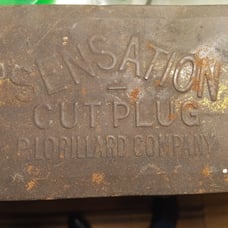 SENSATION
CUT PLUG
P. LORILLARD COMPANY